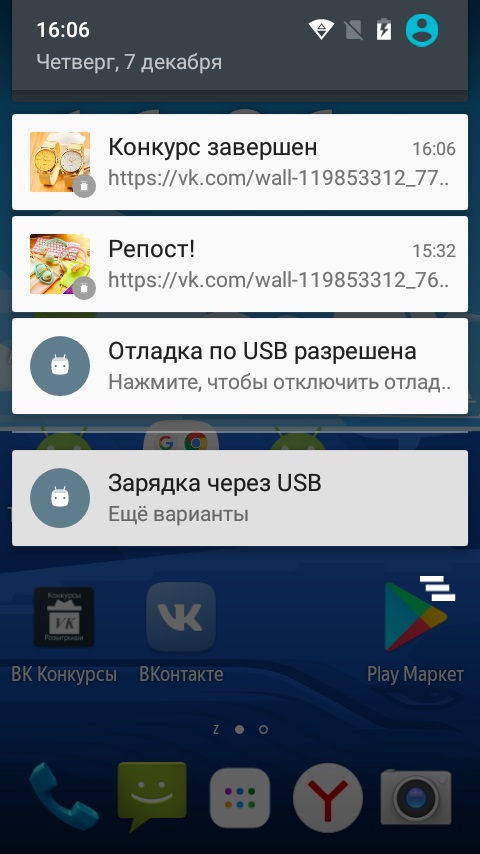 16:06
Четверг, 7 декабря
Конкурс завершен 16:06
https://vk.com/wall-119853312_77..
Репост! 15:32
https://vk.com/wall-119853312_76..
Отладка по USB разрешена
Нажмите, чтобы отключить отлад..
Зарядка через USB
Ещё варианты
Конкурсы
VK
Розыгрыши
ВК Конкурсы ВКонтакте Play Маркет